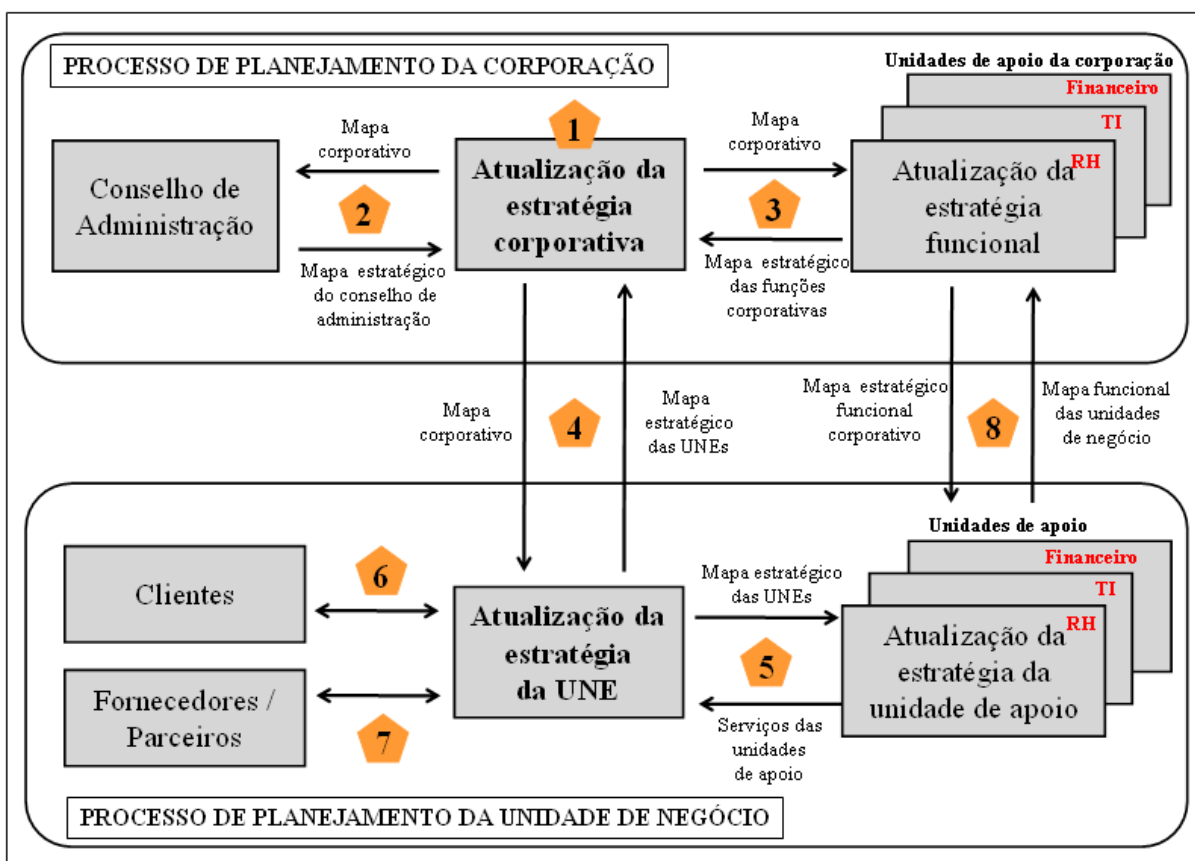 PROCESSO DE PLANEJAMENTO DA CORPORAÇÃO
Unidades de apoio da corporação
Financeiro
TI
RH
1
Mapa
corporativo
Mapa
corporativo
Conselho de
Administração
2
Atualização da
estratégia
corporativa
3
Atualização da
estratégia
funcional
Mapa estratégico
do conselho de
administração
Mapa estratégico
das funções
corporativas
Mapa
corporativo
4
Mapa
estratégico
das UNEs
Mapa estratégico
funcional
corporativo
8
Mapa funcional
das unidades
de negócio
Unidades de apoio
Financeiro
TI
RH
Clientes
6
Atualização da
estratégia
da UNE
Mapa estratégico
das UNEs
5
Atualização da
estratégia da
unidade de apoio
Fornecedores /
Parceiros
7
Serviços das
unidades
de apoio
PROCESSO DE PLANEJAMENTO DA UNIDADE DE NEGÓCIO